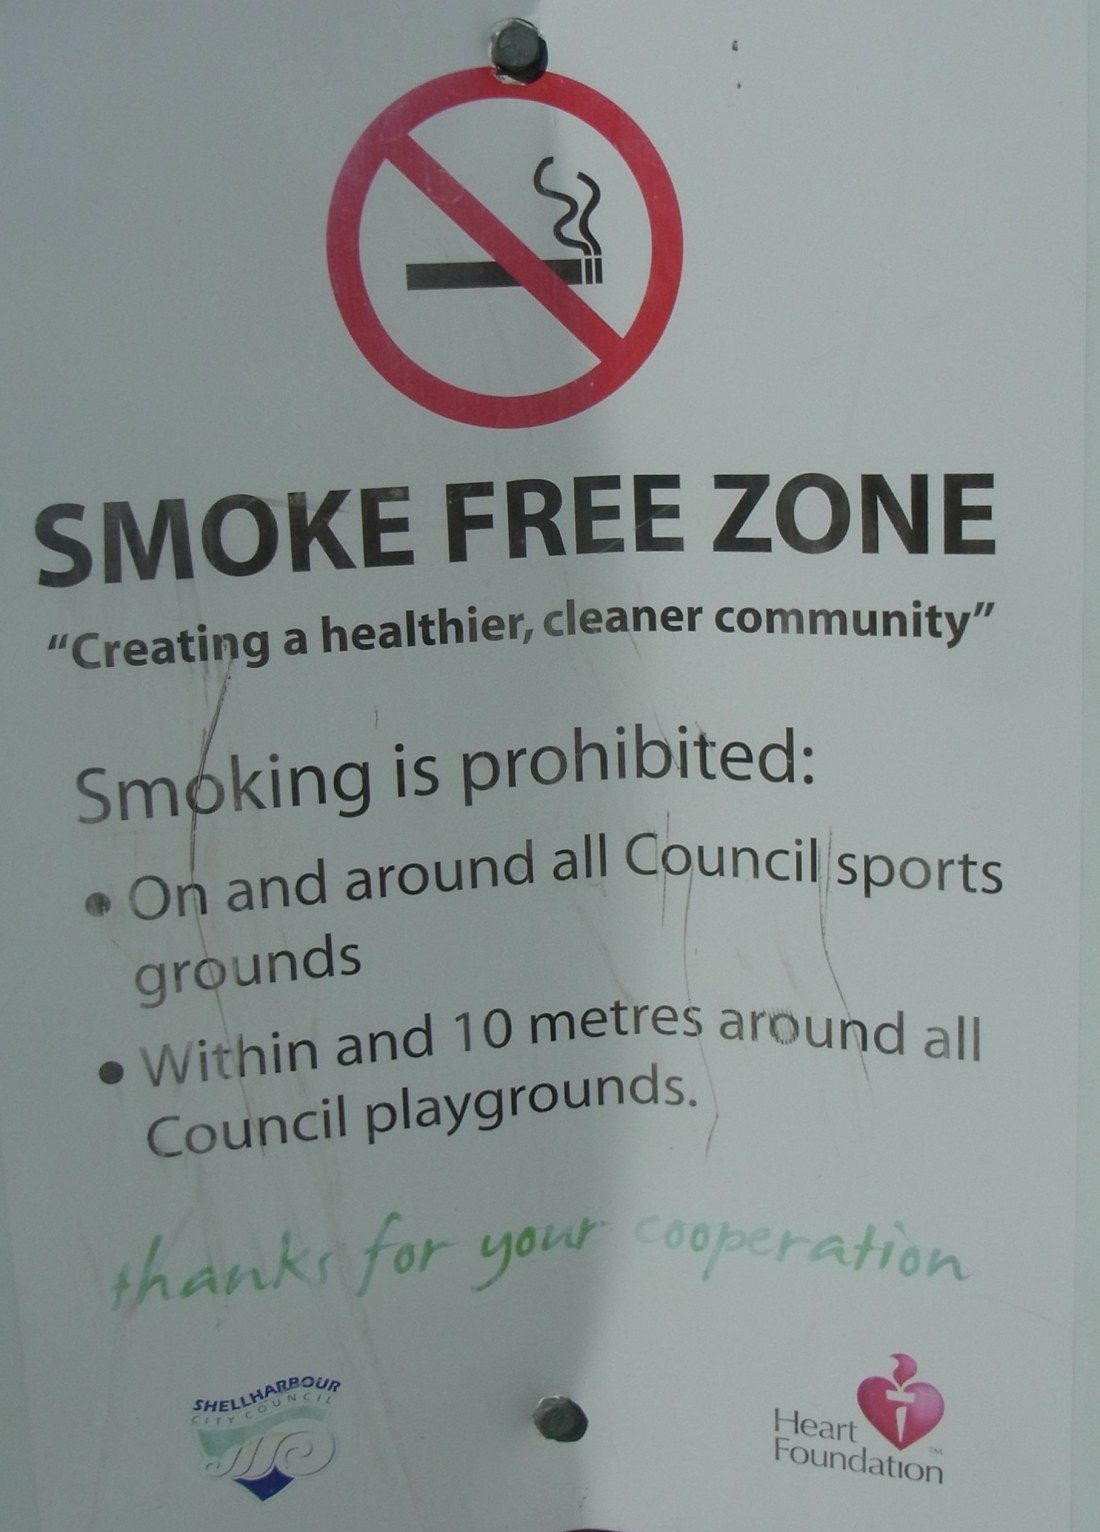 SMOKE FREE ZONE
“Creating a healthier, cleaner community”
Smoking is prohibited:
• On and around all Council sports
grounds
• Within and 10 metres around all
Council playgrounds.
thanks for your cooperation
SHELLHARBOUR
CITY COUNCIL
Heart
Foundation™